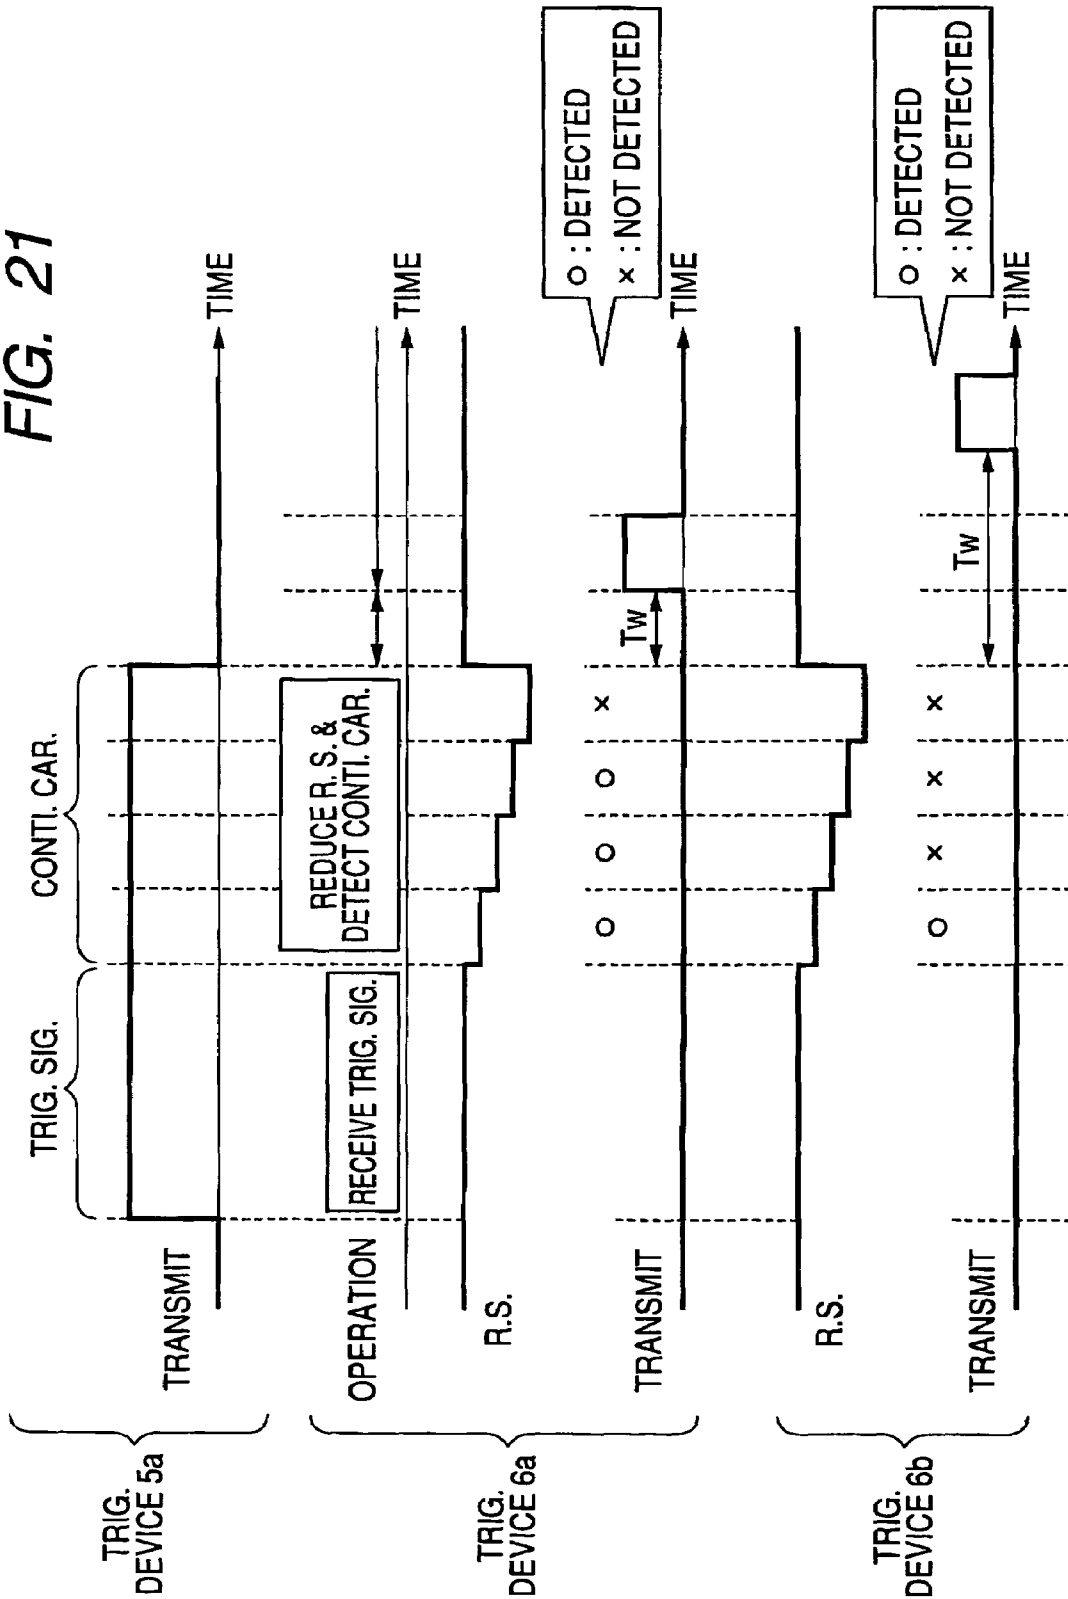 FIG. 21
TRIG. SIG.
CONTI. CAR.
TRIG.
DEVICE 5a
TRANSMIT
TIME
TRIG.
DEVICE 6a
OPERATION
RECEIVE TRIG. SIG.
REDUCE R. S. &
DETECT CONTI. CAR.
TIME
R.S.
O : DETECTED
× : NOT DETECTED
O O O ×
Tw
TRANSMIT
TIME
TRIG.
DEVICE 6b
R.S.
O : DETECTED
× : NOT DETECTED
O × × ×
Tw
TRANSMIT
TIME